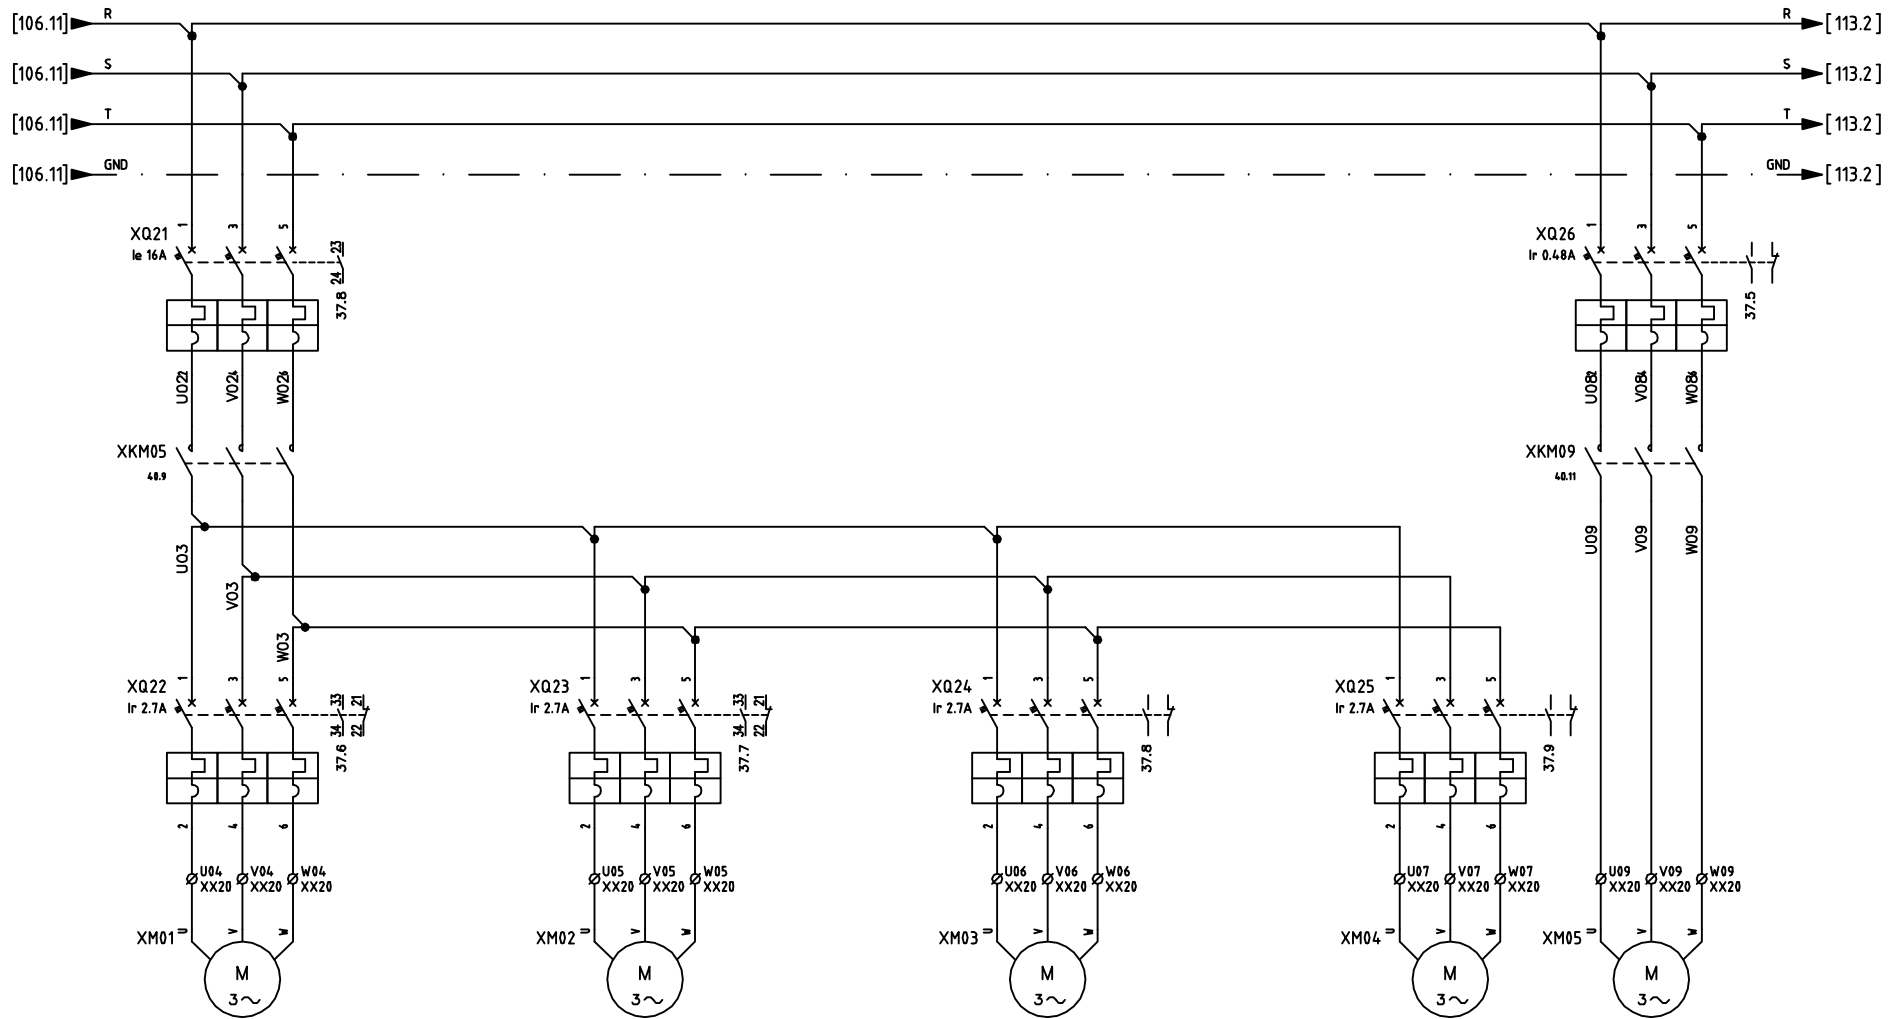 [106.11] R R [113.2]
[106.11] S S [113.2]
[106.11] T T [113.2]
[106.11] GND GND [113.2]
XQ21 1 3 5 23
Ie 16A 24
37.8
XQ26 1 3 5
Ir 0.48A
37.5
U02 2 V02 4 W02 6
U08 2 V08 4 W08 6
XKM05
40.9
XKM09
40.11
U03
V03
W03
U09 V09 W09
XQ22 1 3 5 33 21
Ir 2.7A 34 22
37.6
XQ23 1 3 5 33 21
Ir 2.7A 34 22
37.7
XQ24 1 3 5
Ir 2.7A
37.8
XQ25 1 3 5
Ir 2.7A
37.9
2 4 6 2 4 6 2 4 6 2 4 6
U04 V04 W04 U05 V05 W05 U06 V06 W06 U07 V07 W07 U09 V09 W09
XX20 XX20 XX20 XX20 XX20 XX20 XX20 XX20 XX20 XX20 XX20 XX20 XX20 XX20 XX20
XM01 U V W XM02 U V W XM03 U V W XM04 U V W XM05 U V W
M M M M M
3~ 3~ 3~ 3~ 3~